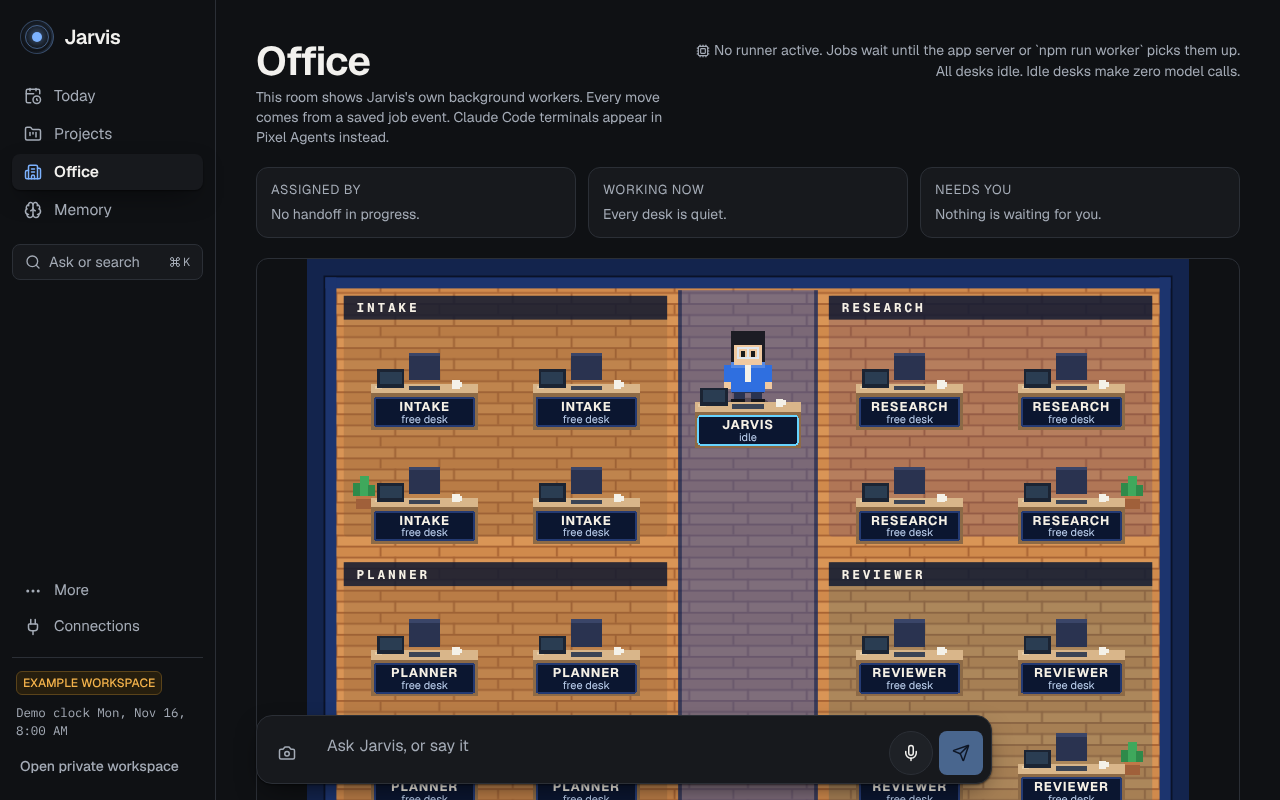 Jarvis
Today
Projects
Office
Memory
Ask or search ⌘K
More
Connections
EXAMPLE WORKSPACE
Demo clock Mon, Nov 16,
8:00 AM
Open private workspace
Office
This room shows Jarvis's own background workers. Every move
comes from a saved job event. Claude Code terminals appear in
Pixel Agents instead.
No runner active. Jobs wait until the app server or `npm run worker` picks them up.
All desks idle. Idle desks make zero model calls.
ASSIGNED BY
No handoff in progress.
WORKING NOW
Every desk is quiet.
NEEDS YOU
Nothing is waiting for you.
INTAKE
RESEARCH
INTAKE
free desk
INTAKE
free desk
JARVIS
idle
RESEARCH
free desk
RESEARCH
free desk
INTAKE
free desk
INTAKE
free desk
RESEARCH
free desk
RESEARCH
free desk
PLANNER
REVIEWER
PLANNER
free desk
PLANNER
free desk
REVIEWER
free desk
REVIEWER
free desk
Ask Jarvis, or say it
PLANNER
PLANNER
REVIEWER
REVIEWER
free desk